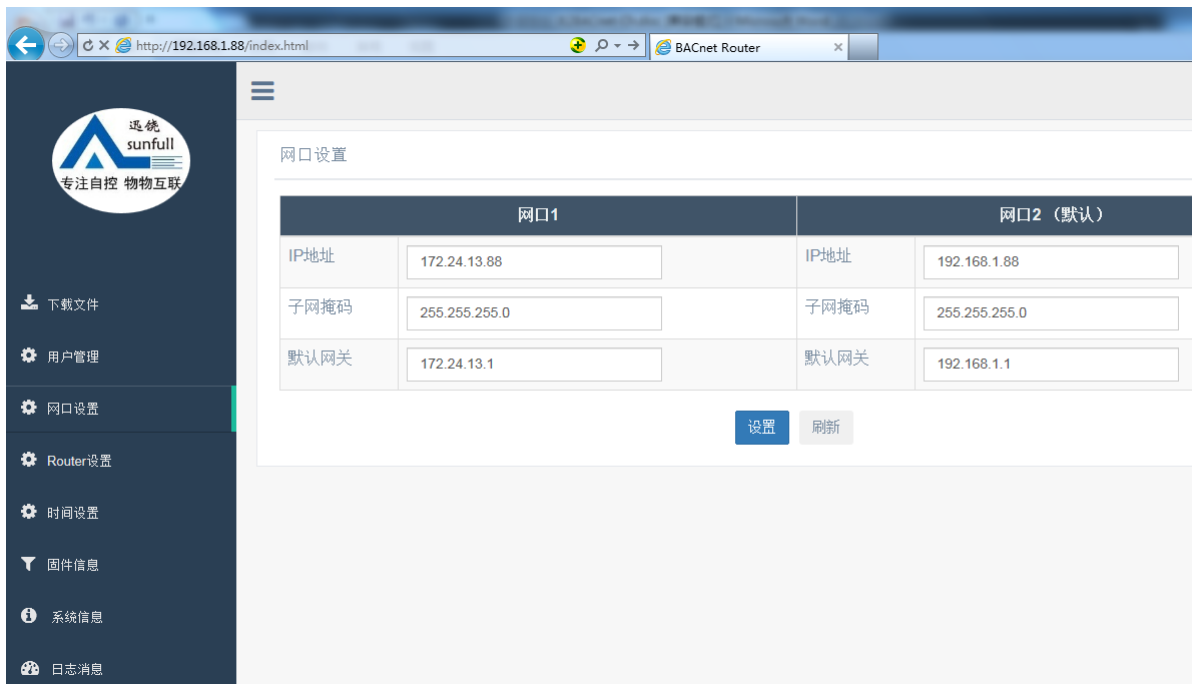 http://192.168.1.88/index.html
BACnet Router
迅饶
sunfull
专注自控 物物互联
下载文件
用户管理
网口设置
Router设置
时间设置
固件信息
系统信息
日志消息
网口设置
网口1 网口2（默认）
IP地址 172.24.13.88 IP地址 192.168.1.88
子网掩码 255.255.255.0 子网掩码 255.255.255.0
默认网关 172.24.13.1 默认网关 192.168.1.1
设置 刷新